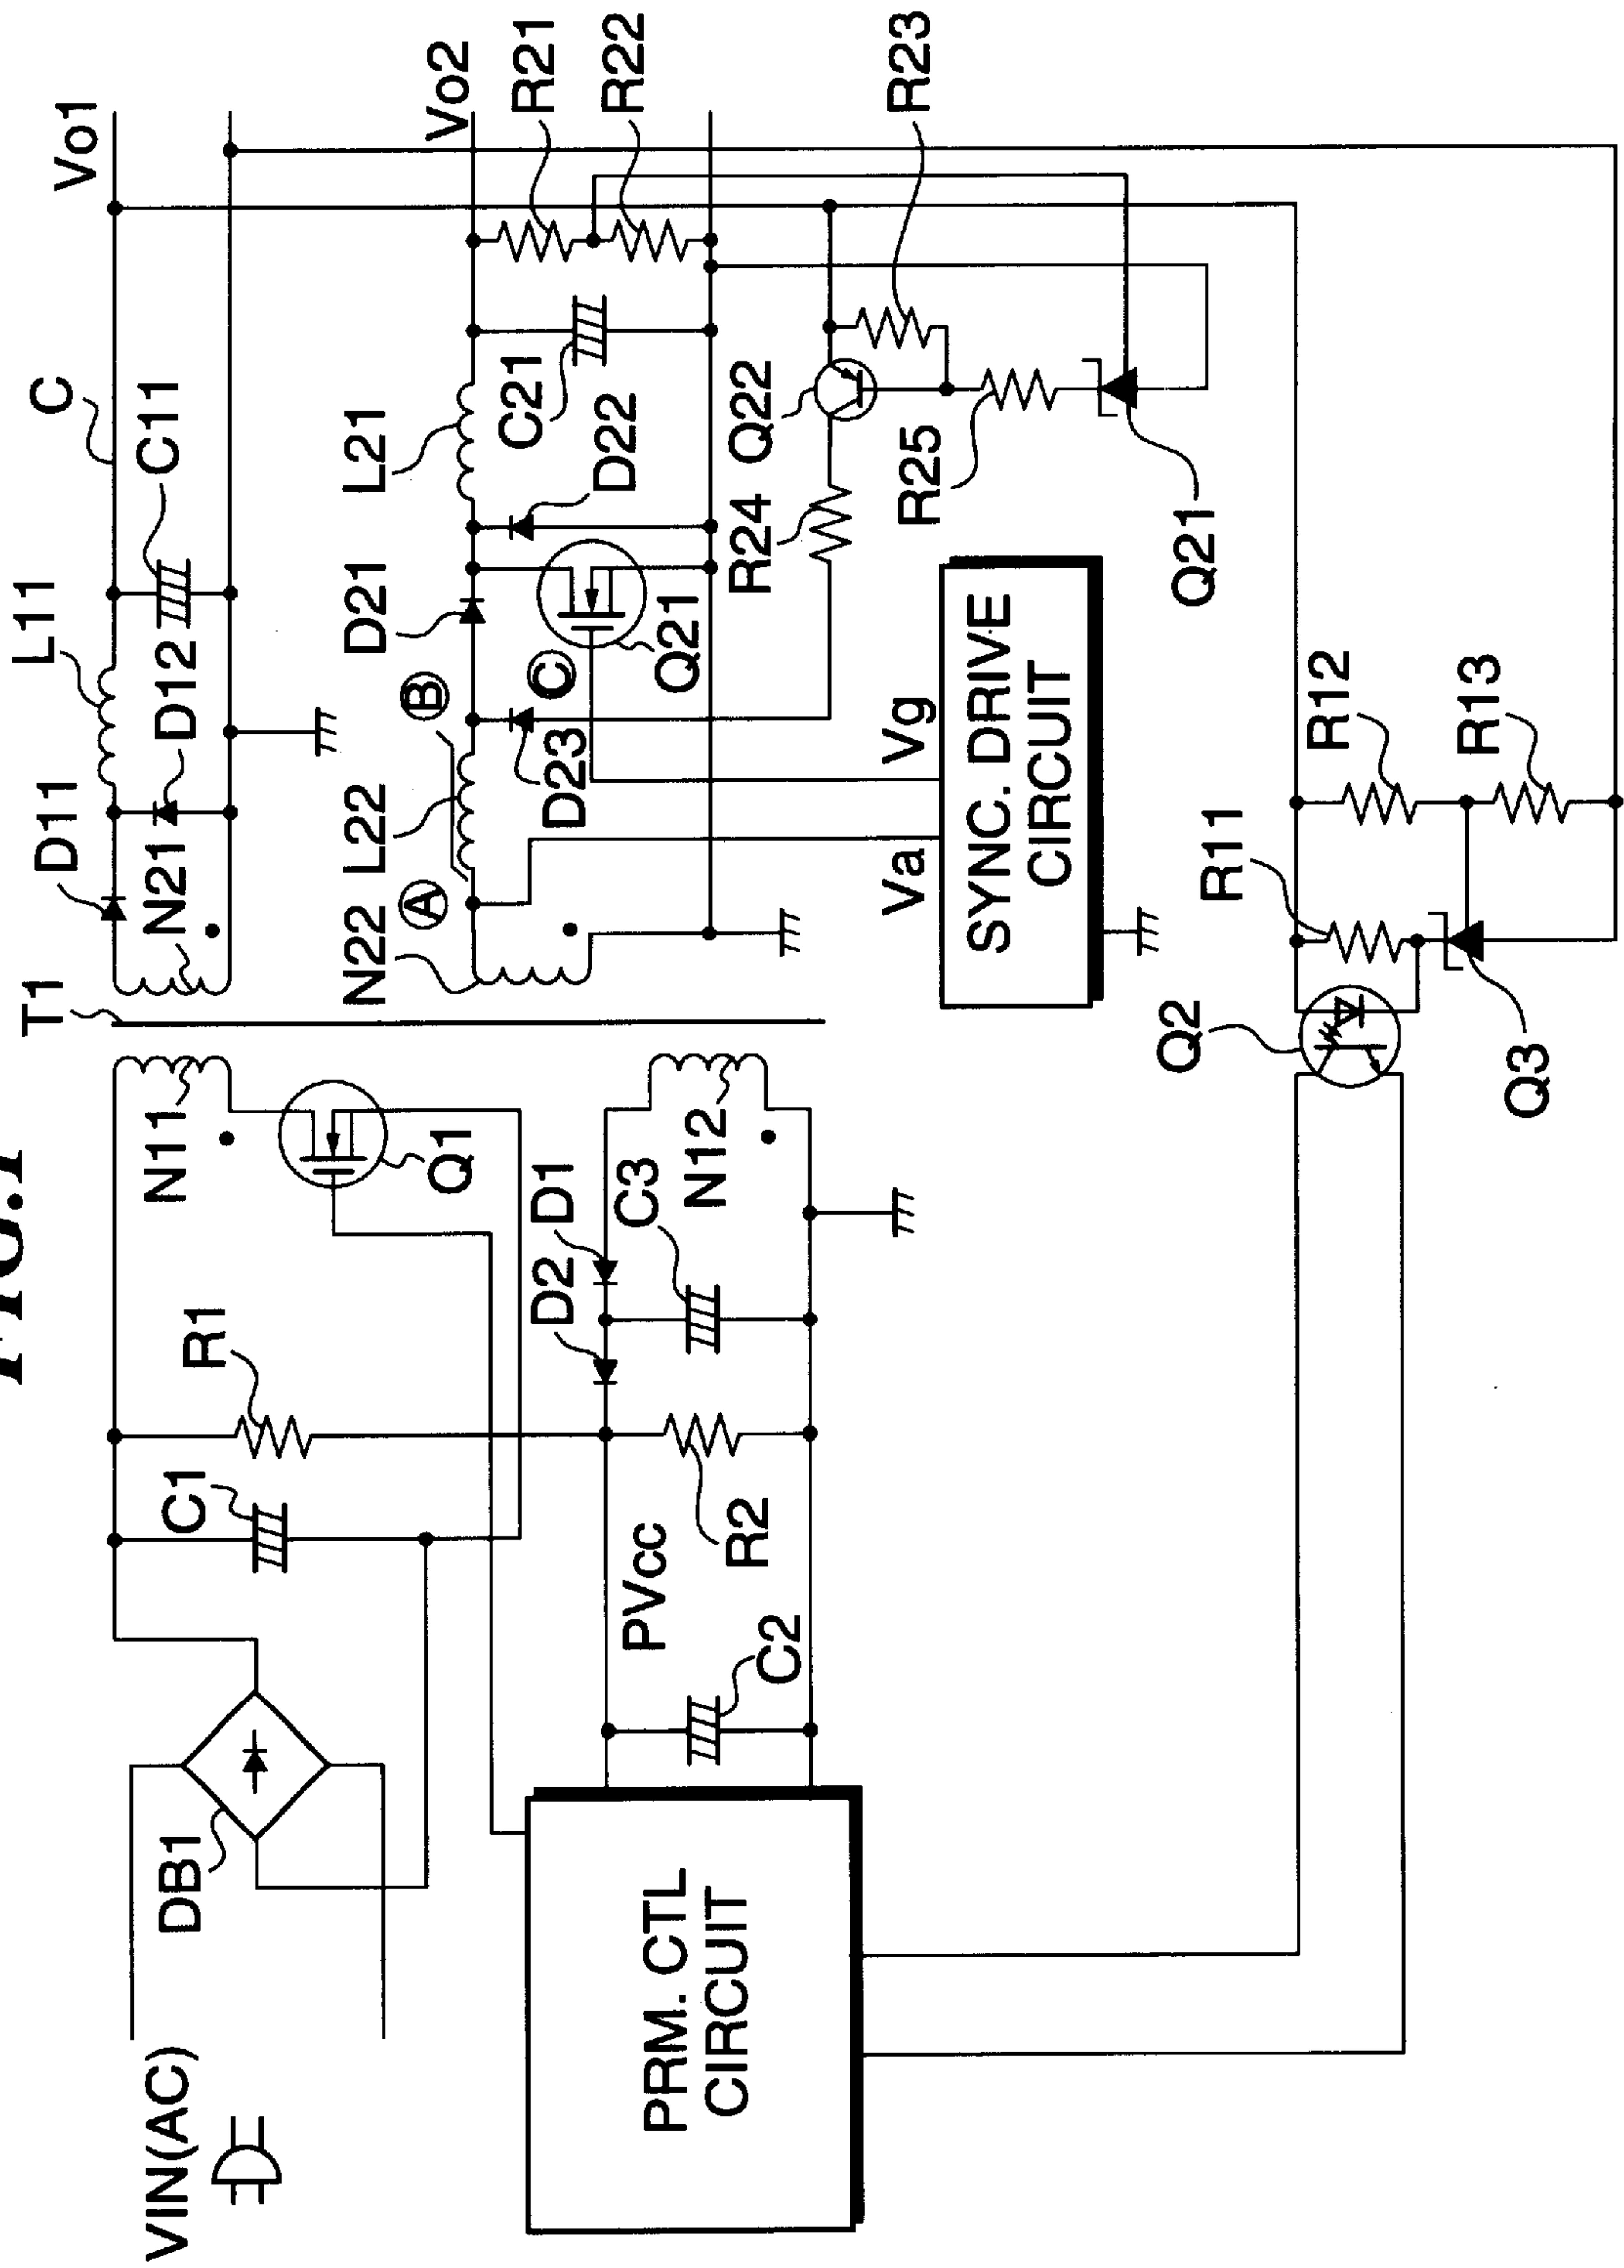 FIG.1
VIN(AC)
DB1
C1
R1
N11
Q1
T1
D11
N21
L11
D12
C11
C
Vo1
PRM. CTL
CIRCUIT
PVcc
C2
R2
D2
D1
C3
N12
N22
A
L22
B
D23
D21
C
Q21
L21
D22
C21
Vo2
R21
R22
R23
Va
Vg
SYNC. DRIVE
CIRCUIT
R24
Q22
R25
Q21
Q2
R11
R12
Q3
R13